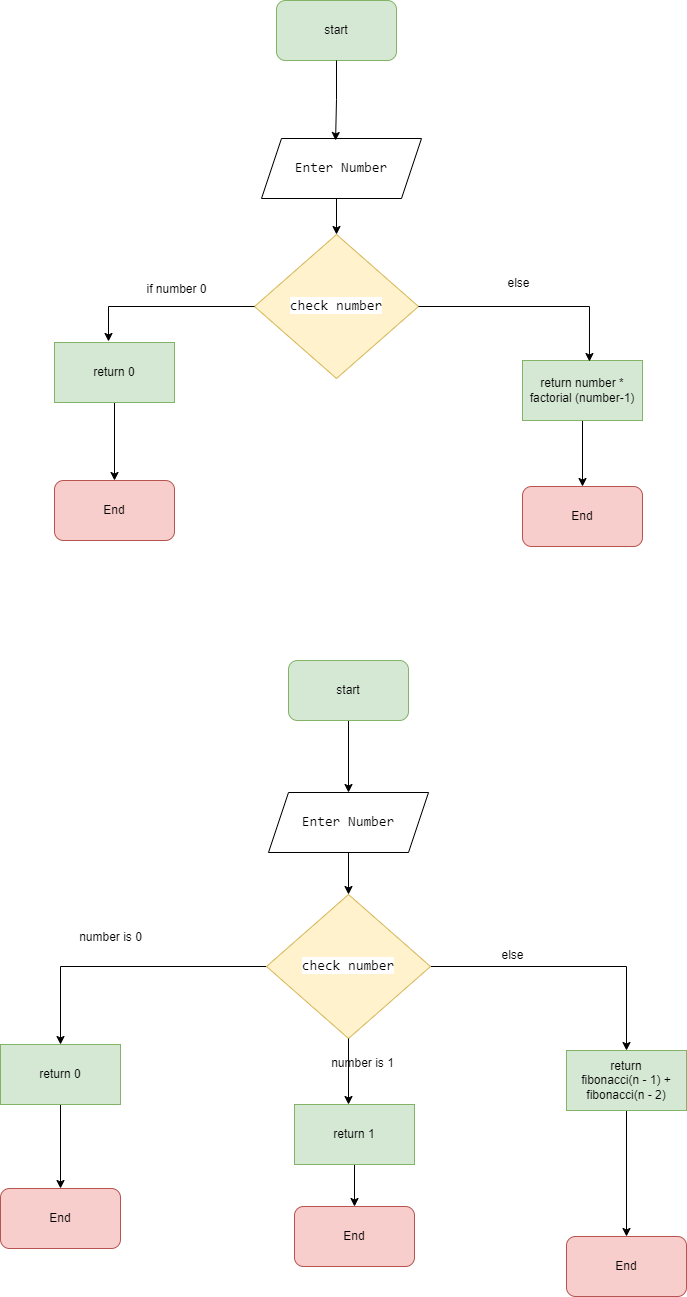 start
Enter Number
if number 0
check number
else
return 0
return number *
factorial (number-1)
End
End
start
Enter Number
number is 0
check number
else
return 0
number is 1
return
fibonacci(n - 1) +
fibonacci(n - 2)
return 1
End
End
End